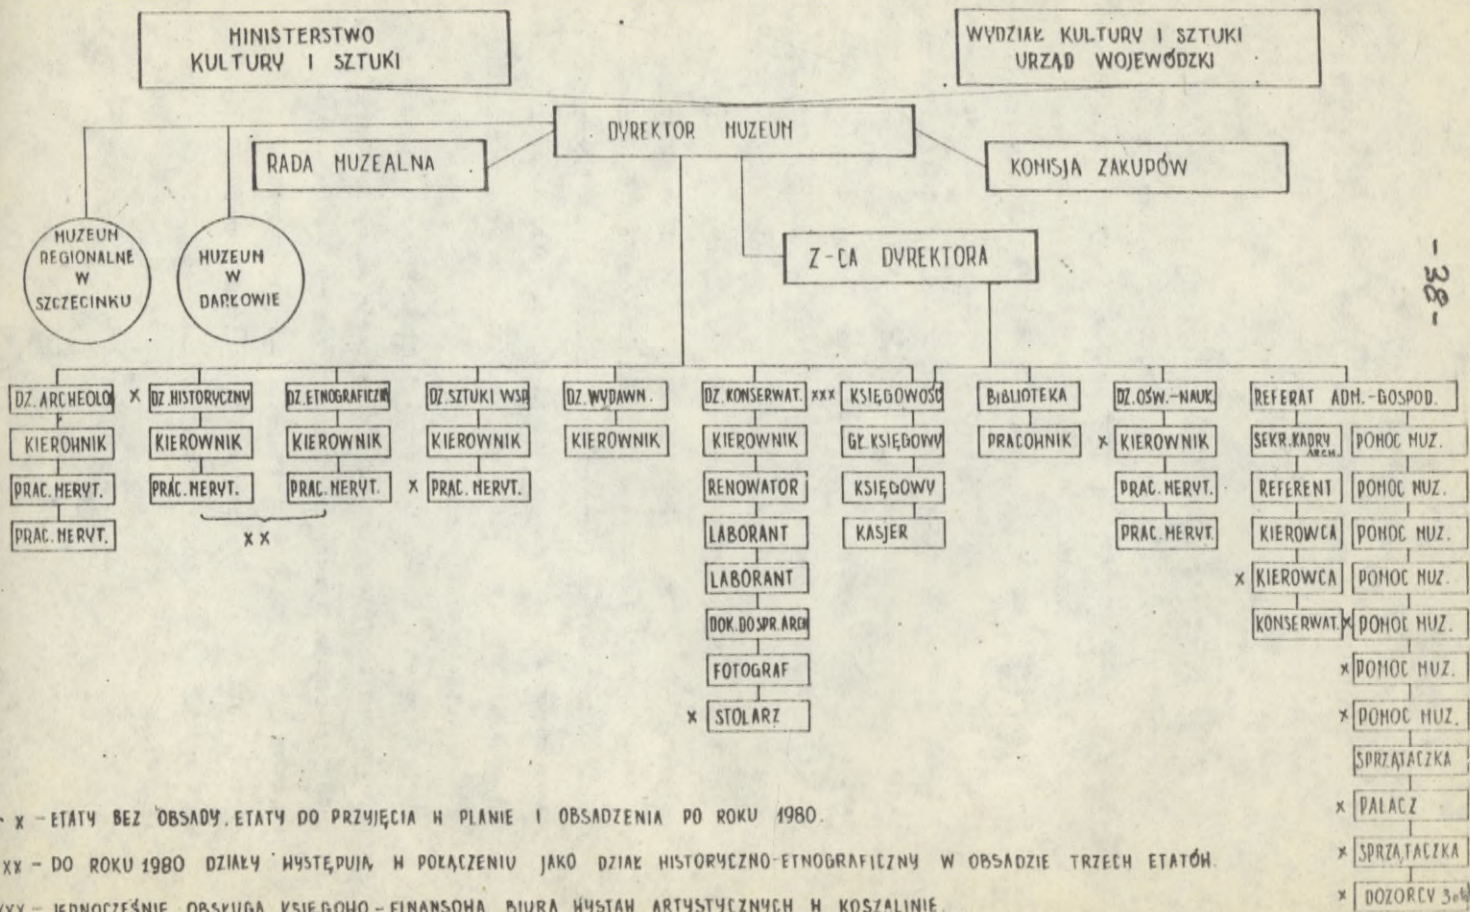 MINISTERSTWO
KULTURY I SZTUKI
WYDZIAŁ KULTURY I SZTUKI
URZĄD WOJEWÓDZKI
DYREKTOR MUZEUM
RADA MUZEALNA
KOMISJA ZAKUPÓW
MUZEUM
REGIONALNE
W
SZCZECINKU
MUZEUM
W
DARŁOWIE
Z-CA DYREKTORA
- 38 -
DZ. ARCHEOLO
x DZ. HISTORYCZNY
DZ. ETNOGRAFICZN
DZ. SZTUKI WSP.
DZ. WYDAWN.
DZ. KONSERWAT.
xxx KSIĘGOWOŚĆ
BIBLIOTEKA
DZ. OŚW.-NAUK.
REFERAT ADM.-GOSPOD.
KIEROWNIK
KIEROWNIK
KIEROWNIK
KIEROWNIK
KIEROWNIK
KIEROWNIK
GŁ. KSIĘGOWY
PRACOWNIK
x KIEROWNIK
SEKR. KADRY
ARCH.
POMOC MUZ.
PRAC. MERYT.
PRAC. MERYT.
PRAC. MERYT.
x PRAC. MERYT.
RENOWATOR
KSIĘGOWY
PRAC. MERYT.
REFERENT
POMOC MUZ.
PRAC. MERYT.
xx
LABORANT
KASJER
PRAC. MERYT.
KIEROWCA
POMOC MUZ.
LABORANT
x KIEROWCA
POMOC MUZ.
DOK. DO SPR. ARCH
KONSERWAT.
x POMOC MUZ.
FOTOGRAF
x POMOC MUZ.
x STOLARZ
x POMOC MUZ.
SPRZĄTACZKA
x PALACZ
x SPRZĄTACZKA
x DOZORCY
x - ETATY BEZ OBSADY. ETATY DO PRZYJĘCIA W PLANIE I OBSADZENIA PO ROKU 1980.
xx - DO ROKU 1980 DZIAŁY WYSTĘPUJĄ W POŁĄCZENIU JAKO DZIAŁ HISTORYCZNO-ETNOGRAFICZNY W OBSADZIE TRZECH ETATÓW.
xxx - JEDNOCZEŚNIE OBSŁUGA KSIĘGOWO-FINANSOWA BIURA WYSTAW ARTYSTYCZNYCH W KOSZALINIE.